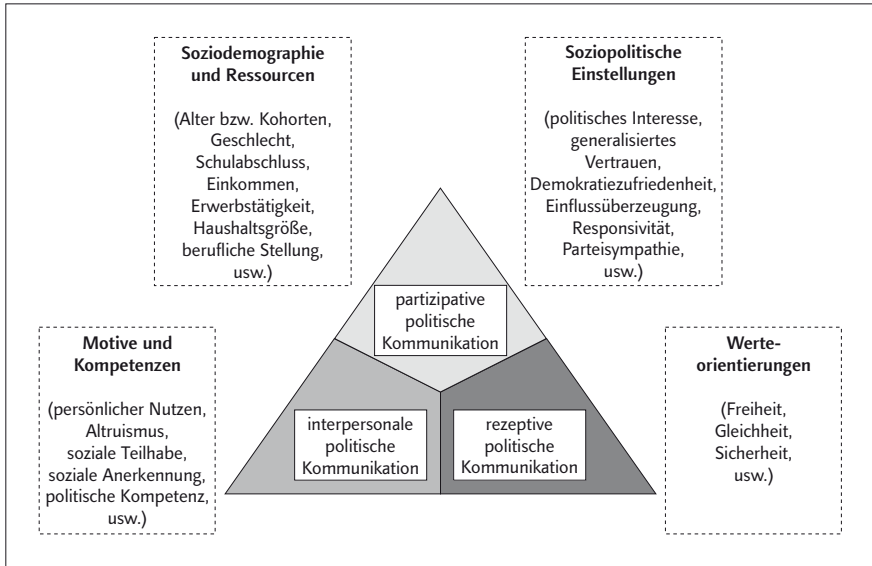 Soziodemographie
und Ressourcen
(Alter bzw. Kohorten,
Geschlecht,
Schulabschluss,
Einkommen,
Erwerbstätigkeit,
Haushaltsgröße,
berufliche Stellung,
usw.)
Soziopolitische
Einstellungen
(politisches Interesse,
generalisiertes
Vertrauen,
Demokratiezufriedenheit,
Einflussüberzeugung,
Responsivität,
Parteisympathie,
usw.)
partizipative
politische
Kommunikation
Motive und
Kompetenzen
(persönlicher Nutzen,
Altruismus,
soziale Teilhabe,
soziale Anerkennung,
politische Kompetenz,
usw.)
interpersonale
politische
Kommunikation
rezeptive
politische
Kommunikation
Werte-
orientierungen
(Freiheit,
Gleichheit,
Sicherheit,
usw.)